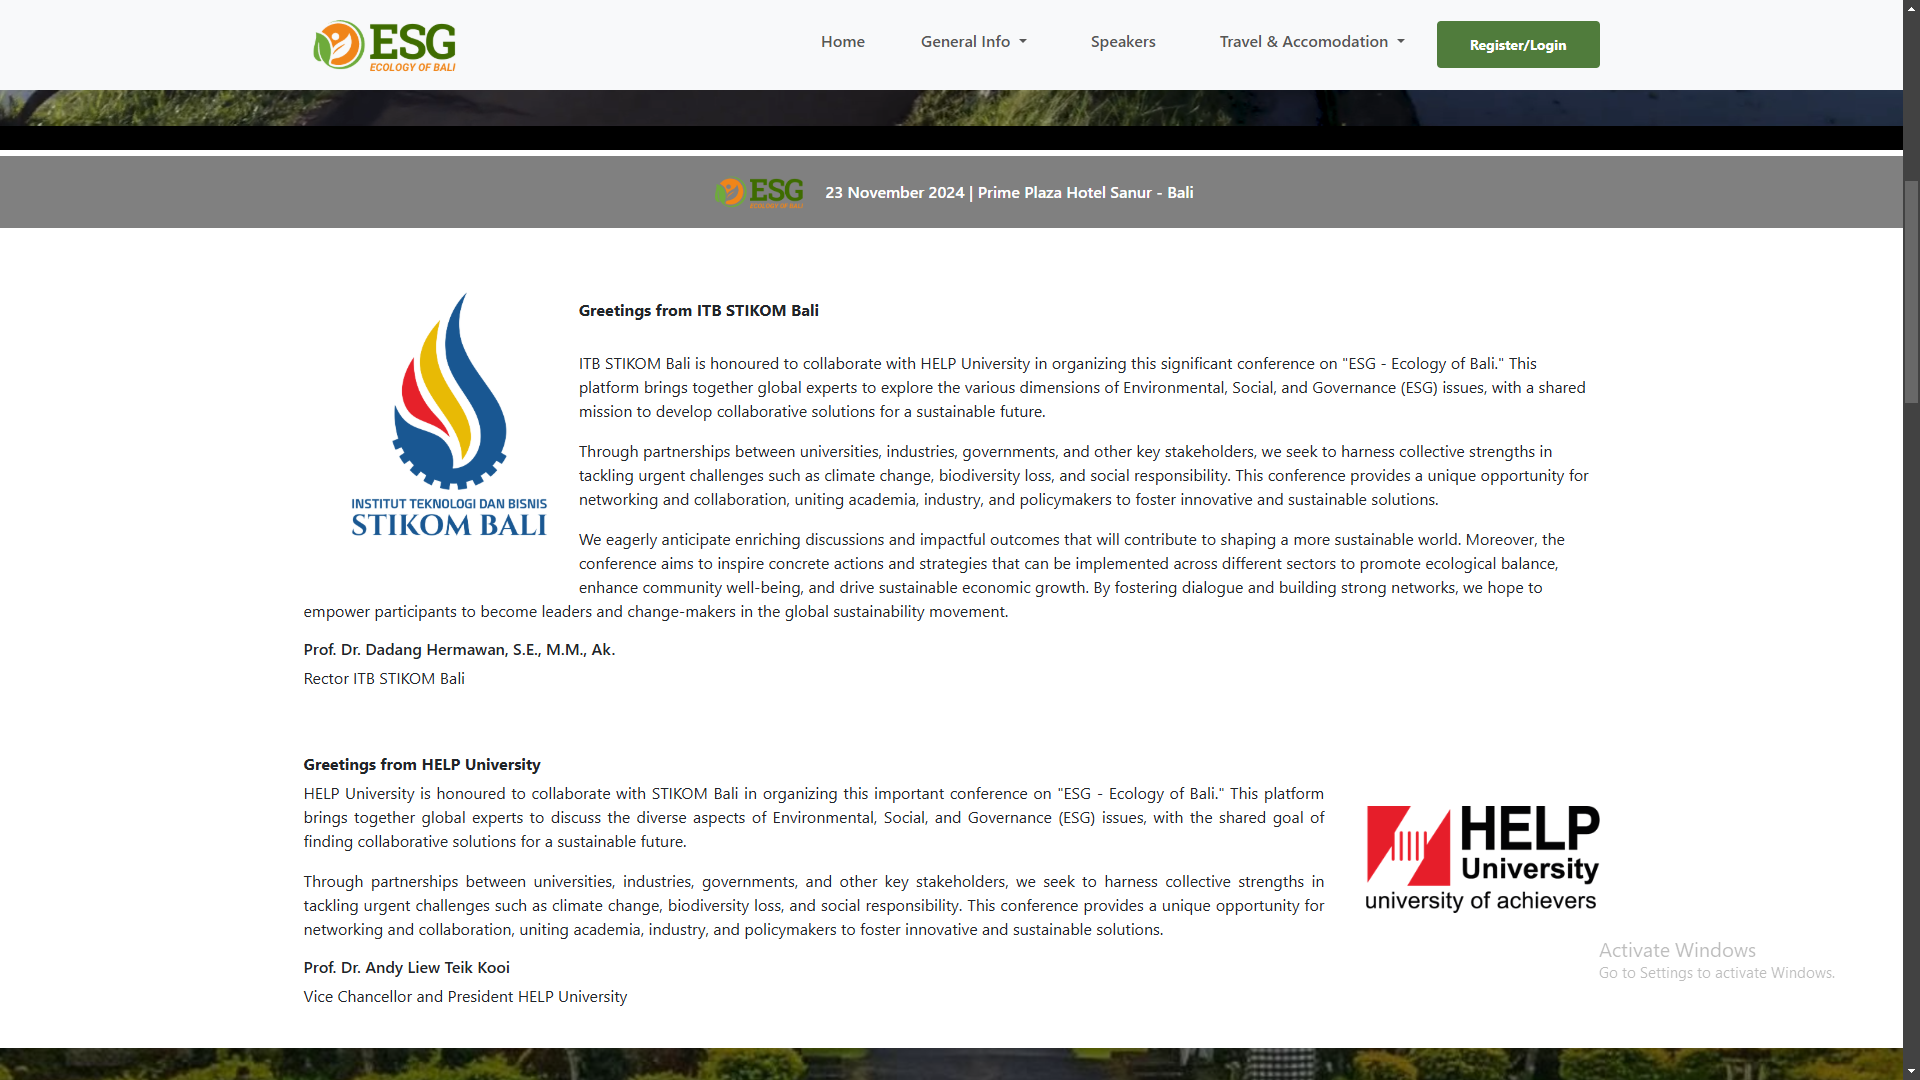 ESG
ECOLOGY OF BALI
Home
General Info
Speakers
Travel & Accomodation
Register/Login
ESG
ECOLOGY OF BALI
23 November 2024 | Prime Plaza Hotel Sanur - Bali
INSTITUT TEKNOLOGI DAN BISNIS
STIKOM BALI
Greetings from ITB STIKOM Bali
ITB STIKOM Bali is honoured to collaborate with HELP University in organizing this significant conference on "ESG - Ecology of Bali." This
platform brings together global experts to explore the various dimensions of Environmental, Social, and Governance (ESG) issues, with a shared
mission to develop collaborative solutions for a sustainable future.
Through partnerships between universities, industries, governments, and other key stakeholders, we seek to harness collective strengths in
tackling urgent challenges such as climate change, biodiversity loss, and social responsibility. This conference provides a unique opportunity for
networking and collaboration, uniting academia, industry, and policymakers to foster innovative and sustainable solutions.
We eagerly anticipate enriching discussions and impactful outcomes that will contribute to shaping a more sustainable world. Moreover, the
conference aims to inspire concrete actions and strategies that can be implemented across different sectors to promote ecological balance,
enhance community well-being, and drive sustainable economic growth. By fostering dialogue and building strong networks, we hope to
empower participants to become leaders and change-makers in the global sustainability movement.
Prof. Dr. Dadang Hermawan, S.E., M.M., Ak.
Rector ITB STIKOM Bali
Greetings from HELP University
HELP University is honoured to collaborate with STIKOM Bali in organizing this important conference on "ESG - Ecology of Bali." This platform
brings together global experts to discuss the diverse aspects of Environmental, Social, and Governance (ESG) issues, with the shared goal of
finding collaborative solutions for a sustainable future.
Through partnerships between universities, industries, governments, and other key stakeholders, we seek to harness collective strengths in
tackling urgent challenges such as climate change, biodiversity loss, and social responsibility. This conference provides a unique opportunity for
networking and collaboration, uniting academia, industry, and policymakers to foster innovative and sustainable solutions.
Prof. Dr. Andy Liew Teik Kooi
Vice Chancellor and President HELP University
HELP
University
university of achievers
Activate Windows
Go to Settings to activate Windows.